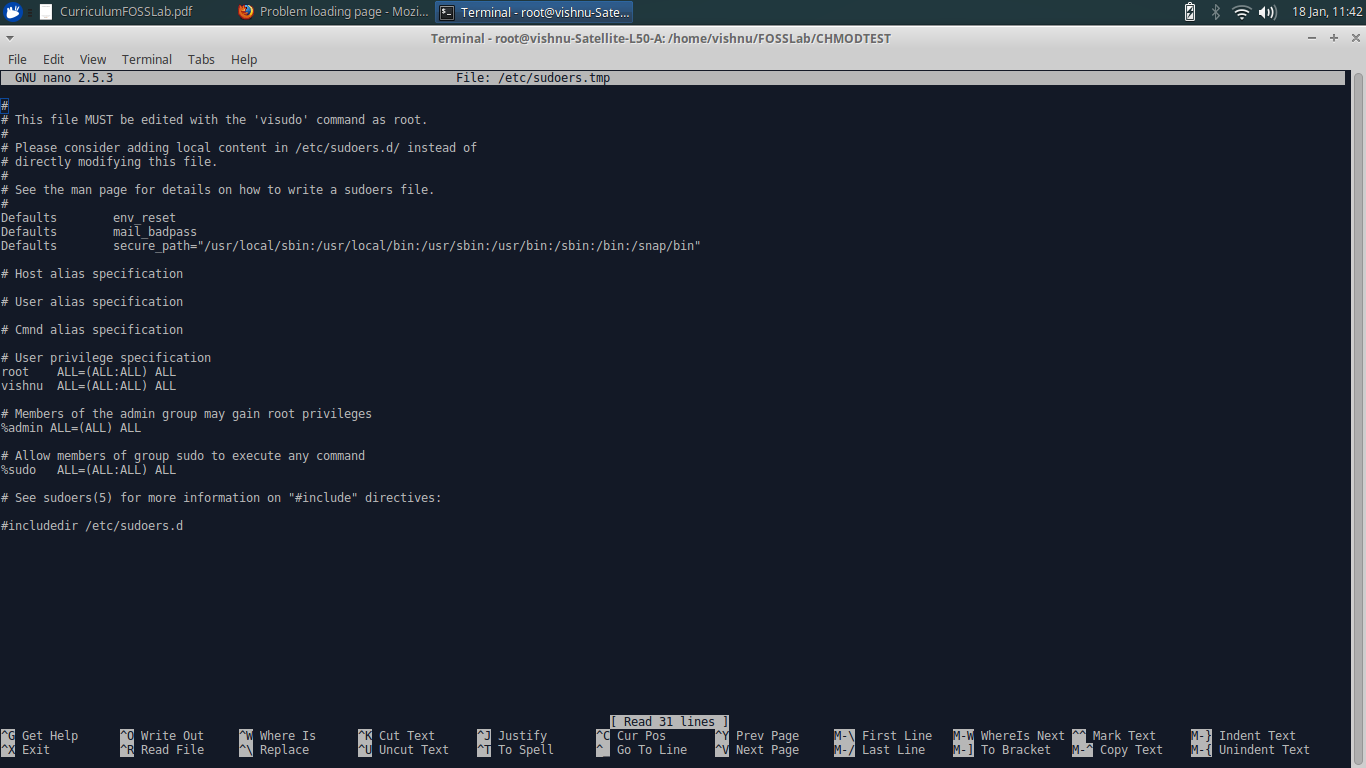 CurriculumFOSSLab.pdf Problem loading page - Mozi... Terminal - root@vishnu-Sate... 18 Jan, 11:42
Terminal - root@vishnu-Satellite-L50-A: /home/vishnu/FOSSLab/CHMODTEST
File Edit View Terminal Tabs Help
GNU nano 2.5.3 File: /etc/sudoers.tmp
#
# This file MUST be edited with the 'visudo' command as root.
#
# Please consider adding local content in /etc/sudoers.d/ instead of
# directly modifying this file.
#
# See the man page for details on how to write a sudoers file.
#
Defaults env_reset
Defaults mail_badpass
Defaults secure_path="/usr/local/sbin:/usr/local/bin:/usr/sbin:/usr/bin:/sbin:/bin:/snap/bin"
# Host alias specification
# User alias specification
# Cmnd alias specification
# User privilege specification
root ALL=(ALL:ALL) ALL
vishnu ALL=(ALL:ALL) ALL
# Members of the admin group may gain root privileges
%admin ALL=(ALL) ALL
# Allow members of group sudo to execute any command
%sudo ALL=(ALL:ALL) ALL
# See sudoers(5) for more information on "#include" directives:
#includedir /etc/sudoers.d
[ Read 31 lines ]
^G Get Help ^O Write Out ^W Where Is ^K Cut Text ^J Justify ^C Cur Pos ^Y Prev Page M-\ First Line M-W WhereIs Next ^^ Mark Text M-} Indent Text
^X Exit ^R Read File ^\ Replace ^U Uncut Text ^T To Spell ^_ Go To Line ^V Next Page M-/ Last Line M-] To Bracket M-^ Copy Text M-{ Unindent Text